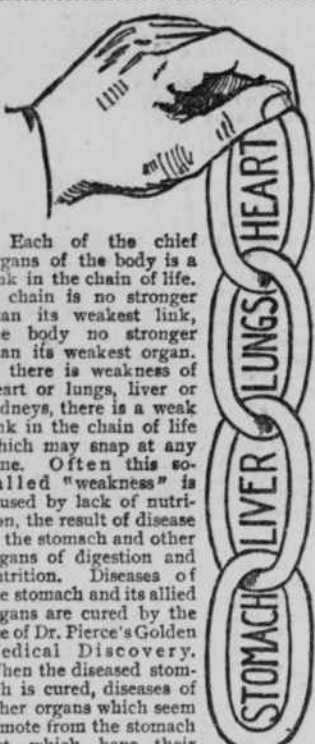 HEART
LUNGS
LIVER
STOMACH
Each of the chief
gans of the body is a
nk in the chain of life.
chain is no stronger
an its weakest link,
e body no stronger
an its weakest organ.
there is weakness of
eart or lungs, liver or
dneys, there is a weak
nk in the chain of life
hich may snap at any
me. Often this so-
alled "weakness" is
used by lack of nutri-
on, the result of disease
the stomach and other
gans of digestion and
utrition. Diseases of
e stomach and its allied
gans are cured by the
e of Dr. Pierce's Golden
edical Discovery.
hen the diseased stom-
h is cured, diseases of
her organs which seem
mote from the stomach
which have their